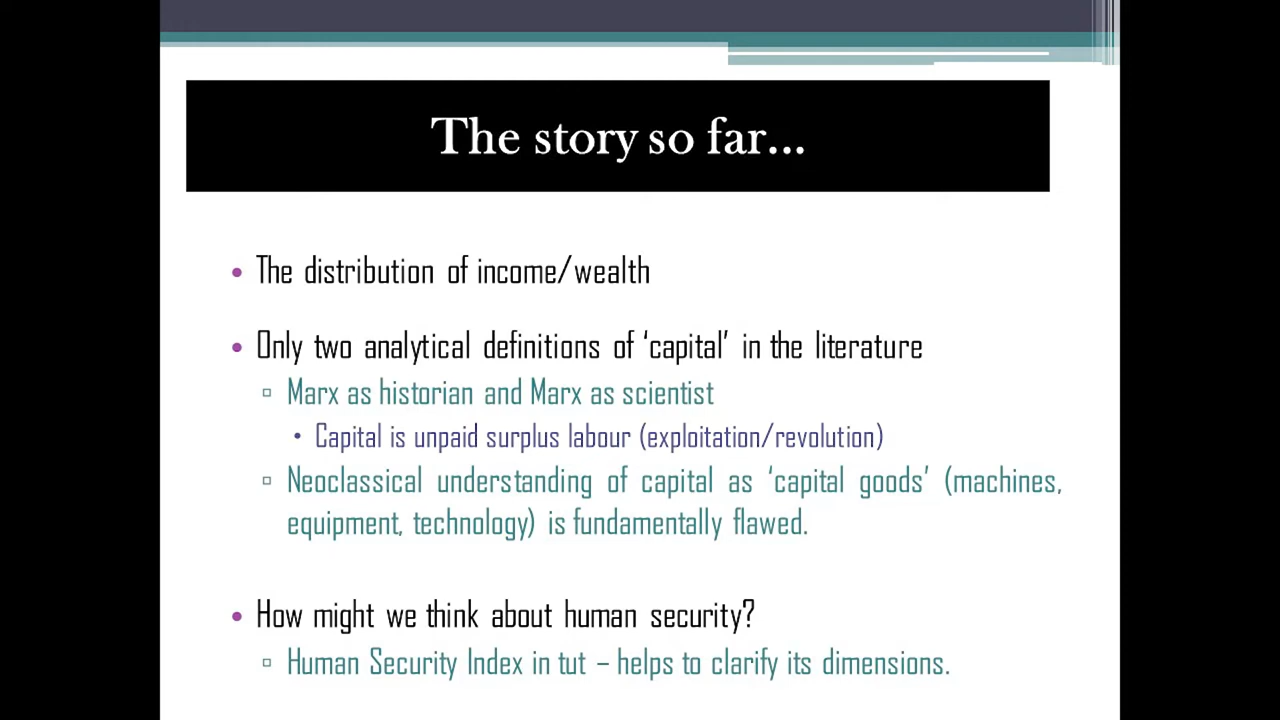 The story so far...
• The distribution of income/wealth
• Only two analytical definitions of ‘capital’ in the literature
▫ Marx as historian and Marx as scientist
• Capital is unpaid surplus labour (exploitation/revolution)
▫ Neoclassical understanding of capital as ‘capital goods’ (machines,
equipment, technology) is fundamentally flawed.
• How might we think about human security?
▫ Human Security Index in tut – helps to clarify its dimensions.